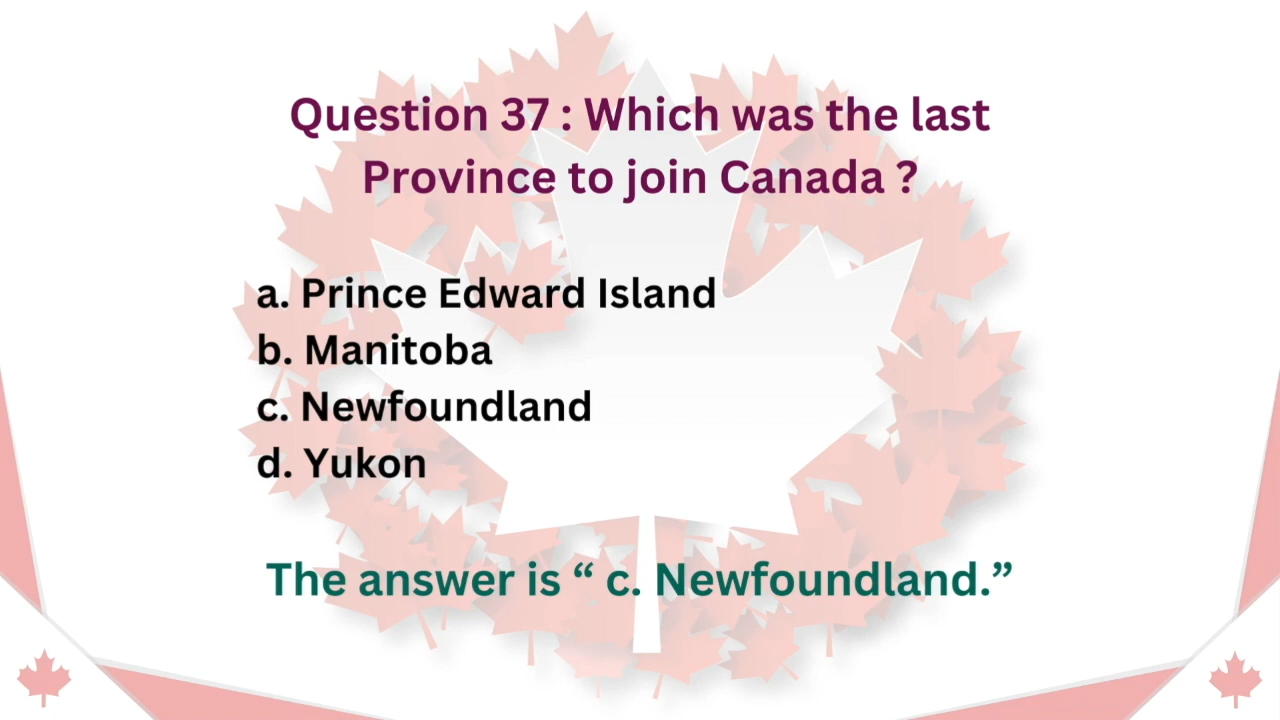 Question 37 : Which was the last
Province to join Canada ?
a. Prince Edward Island
b. Manitoba
c. Newfoundland
d. Yukon
The answer is “ c. Newfoundland.”